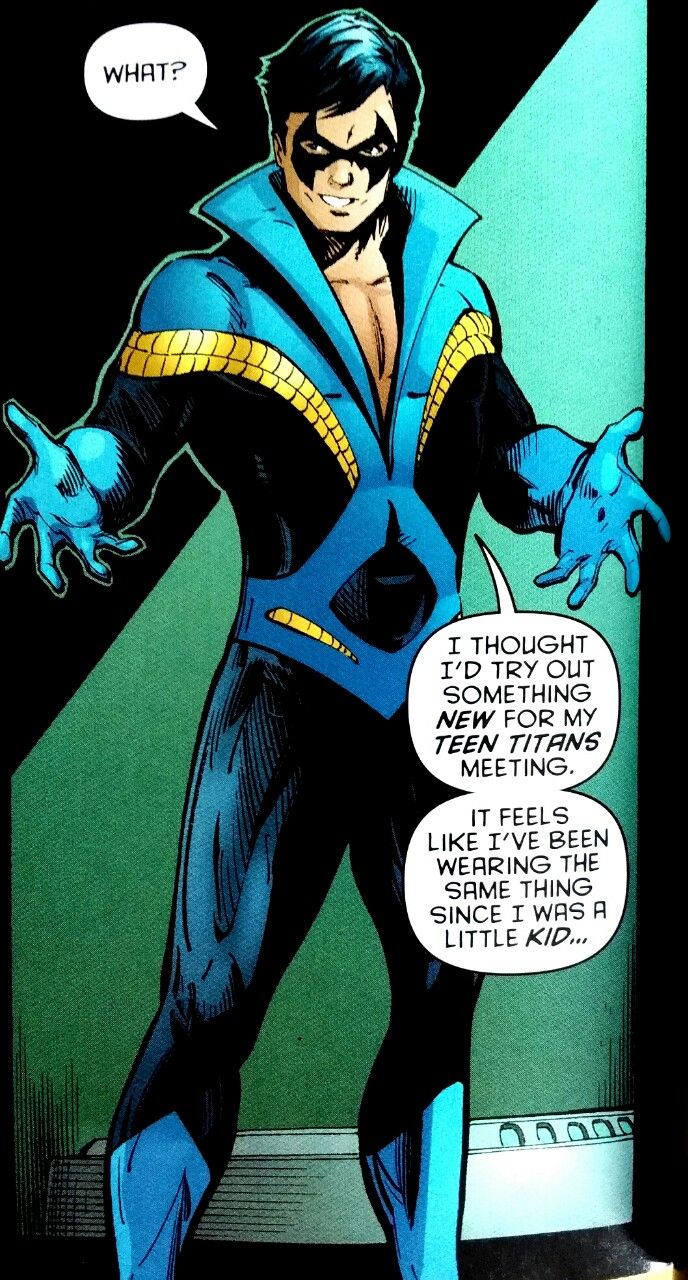 WHAT?
I THOUGHT
I'D TRY OUT
SOMETHING
NEW FOR MY
TEEN TITANS
MEETING.
IT FEELS
LIKE I'VE BEEN
WEARING THE
SAME THING
SINCE I WAS A
LITTLE KID...